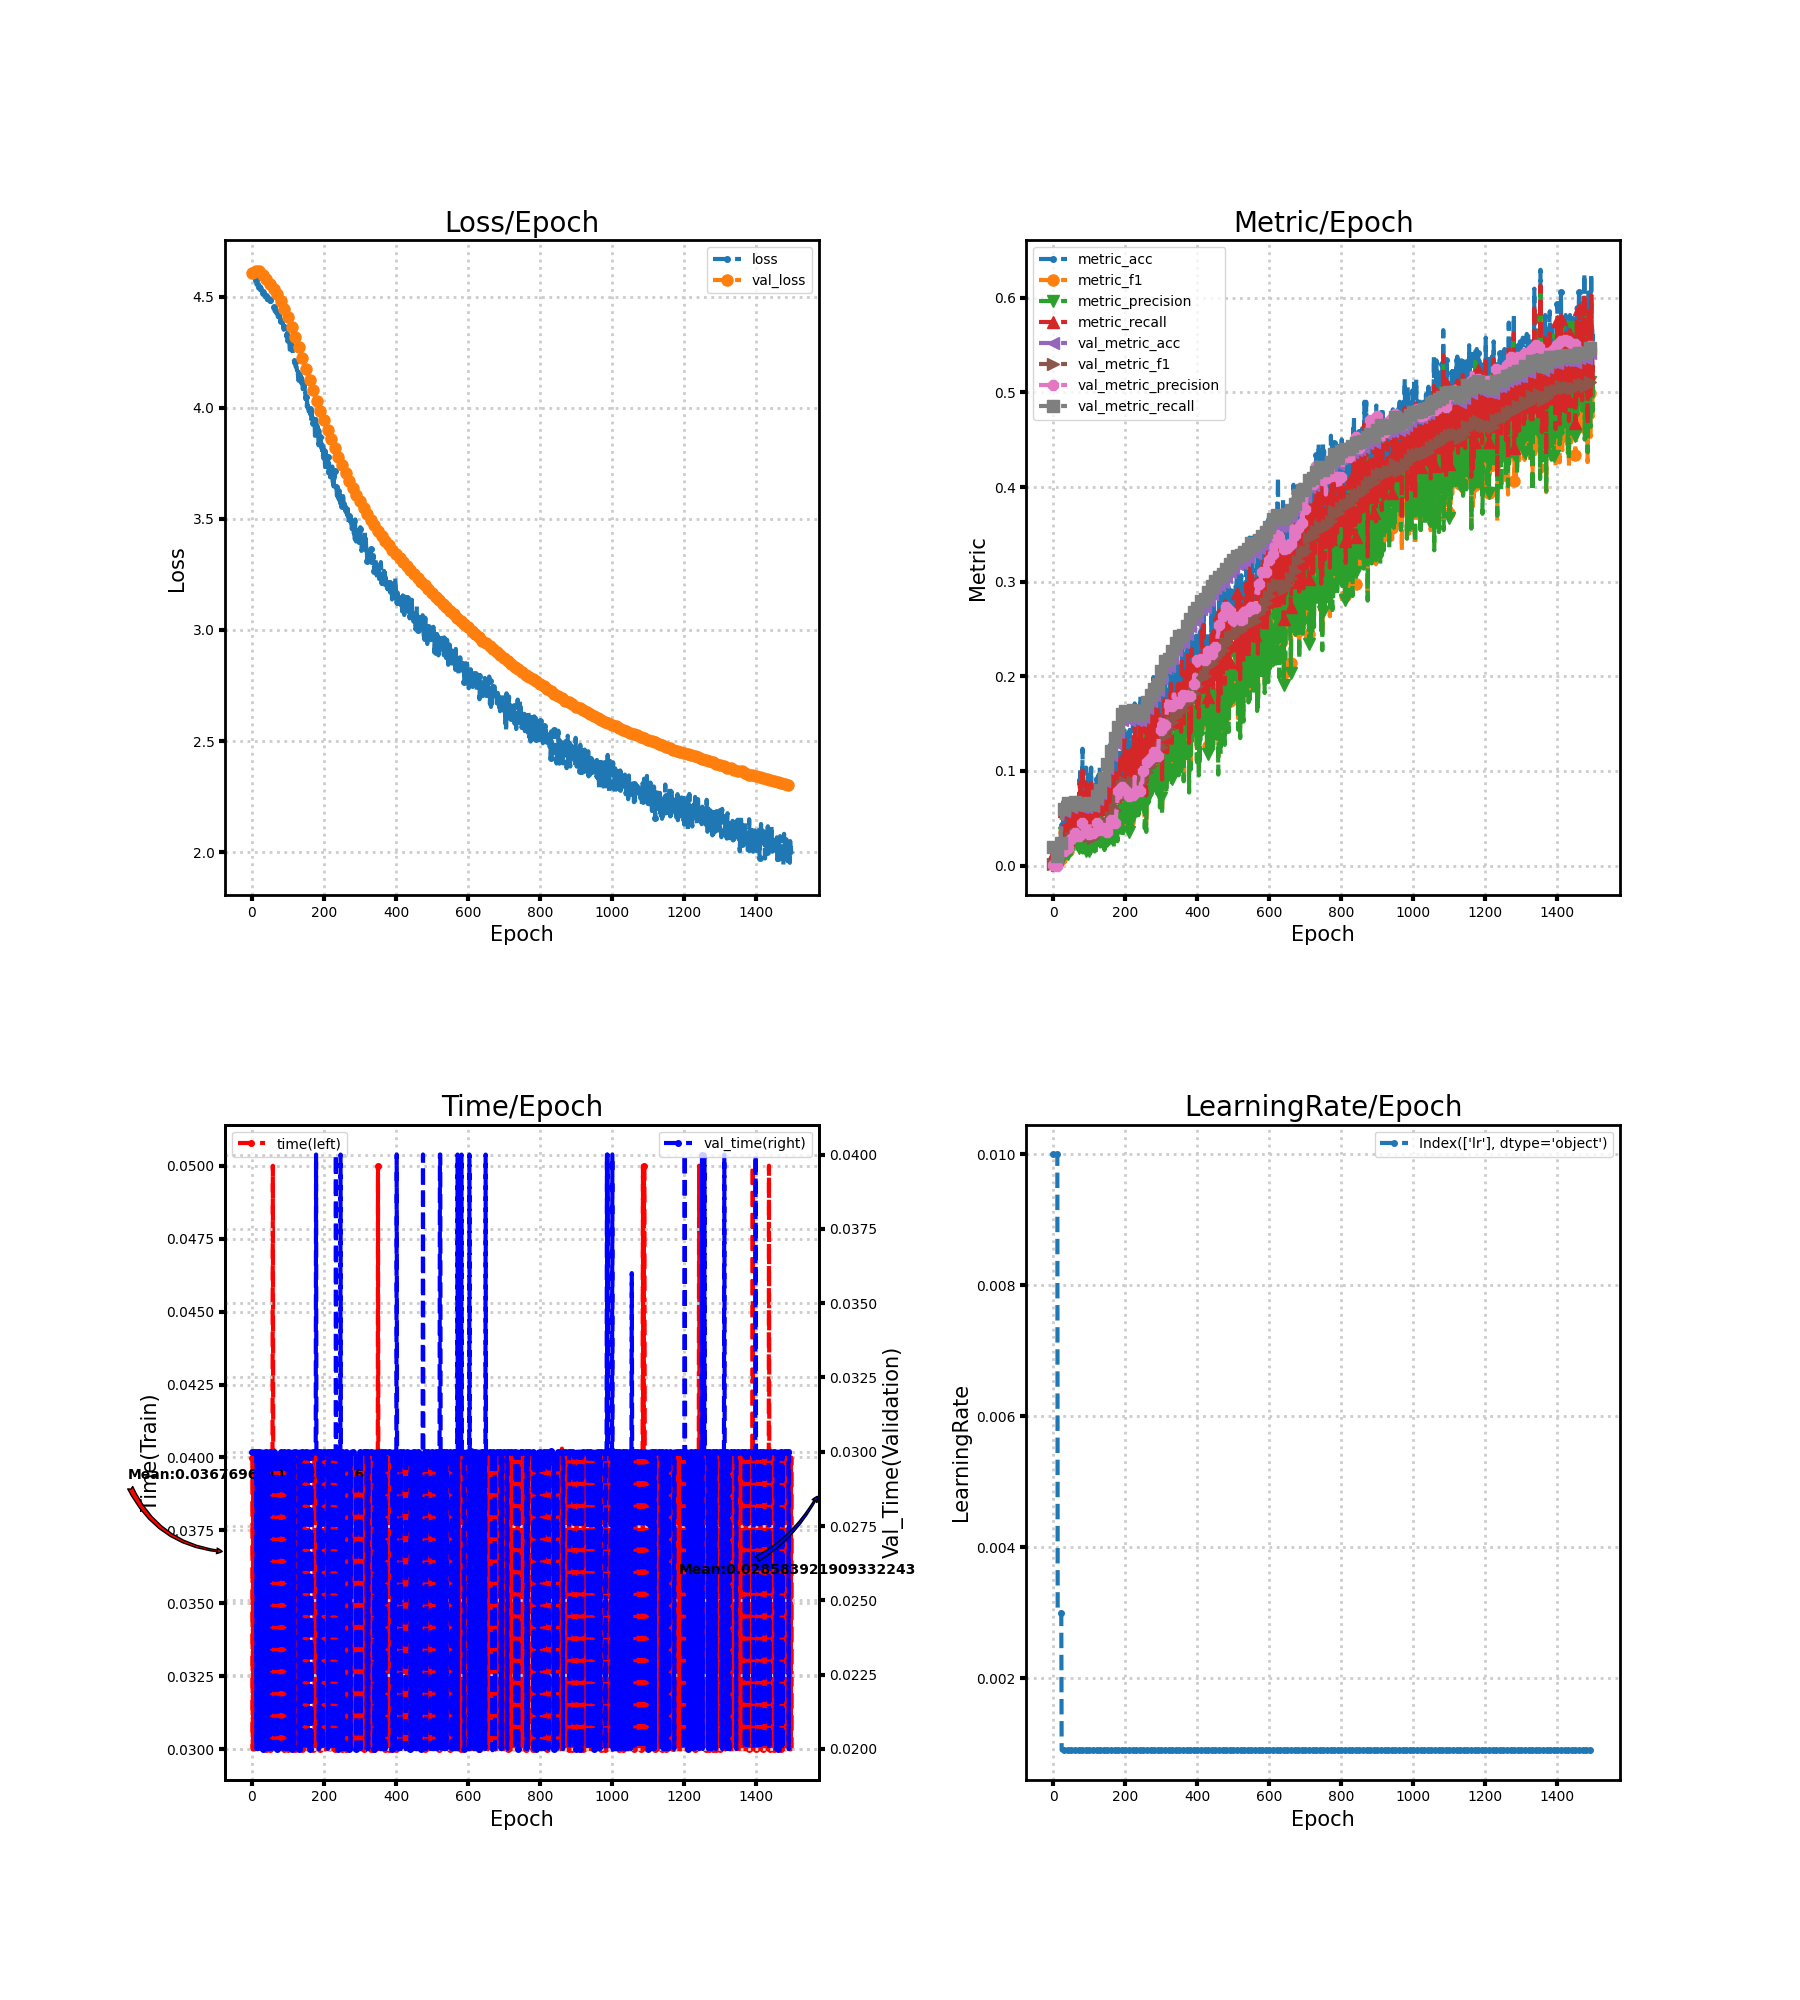 Loss/Epoch
loss
val_loss
4.5
4.0
3.5
3.0
2.5
2.0
Loss
0 200 400 600 800 1000 1200 1400
Epoch
Metric/Epoch
metric_acc
metric_f1
metric_precision
metric_recall
val_metric_acc
val_metric_f1
val_metric_precision
val_metric_recall
0.6
0.5
0.4
0.3
0.2
0.1
0.0
Metric
0 200 400 600 800 1000 1200 1400
Epoch
Time/Epoch
time(left)
val_time(right)
0.0500
0.0475
0.0450
0.0425
0.0400
0.0375
0.0350
0.0325
0.0300
Time(Train)
0.0400
0.0375
0.0350
0.0325
0.0300
0.0275
0.0250
0.0225
0.0200
Val_Time(Validation)
Mean:0.028583921909332243
0 200 400 600 800 1000 1200 1400
Epoch
LearningRate/Epoch
Index(['lr'], dtype='object')
0.010
0.008
0.006
0.004
0.002
LearningRate
0 200 400 600 800 1000 1200 1400
Epoch